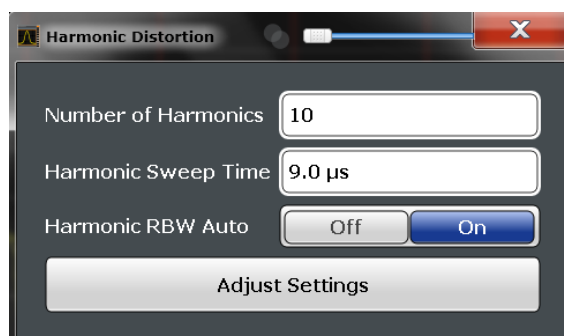 Harmonic Distortion
X
Number of Harmonics 10
Harmonic Sweep Time 9.0 µs
Harmonic RBW Auto Off On
Adjust Settings